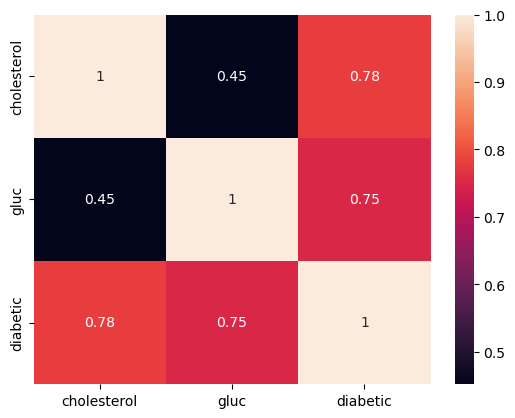 cholesterol
1
0.45
0.78
gluc
0.45
1
0.75
diabetic
0.78
0.75
1
cholesterol
gluc
diabetic
1.0
0.9
0.8
0.7
0.6
0.5